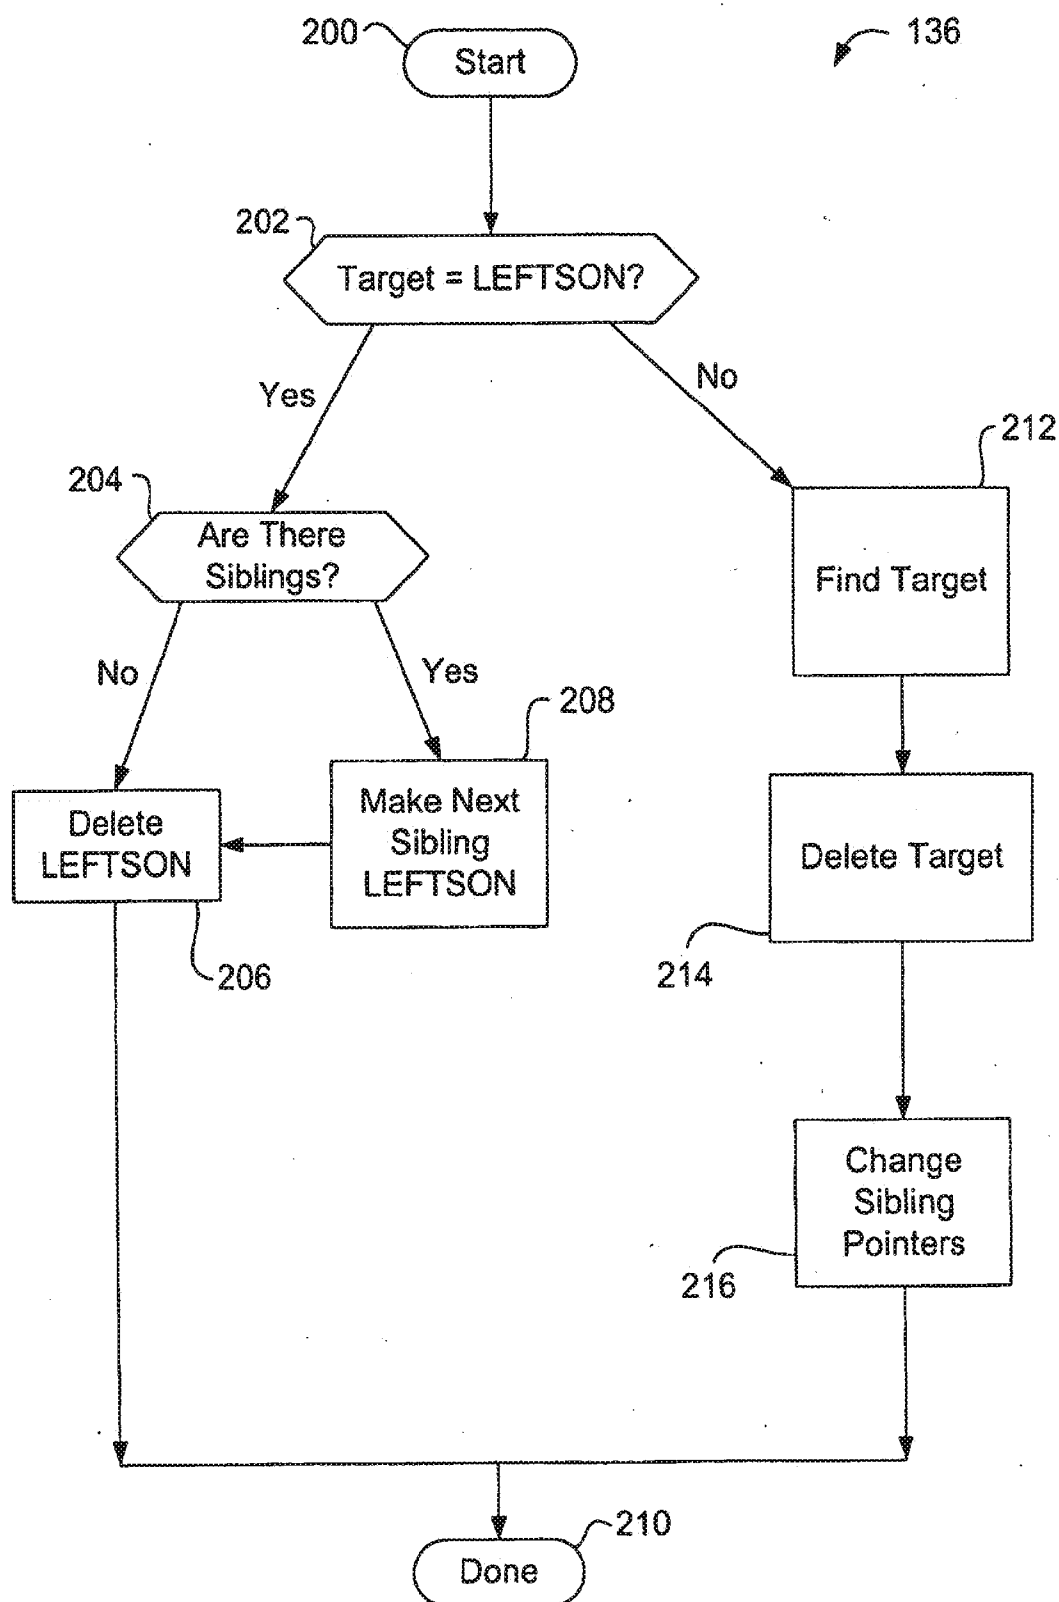 200
Start
136
202
Target = LEFTSON?
Yes
No
212
204
Are There
Siblings?
Find Target
No
Yes
208
Delete
LEFTSON
Make Next
Sibling
LEFTSON
Delete Target
206
214
Change
Sibling
Pointers
216
210
Done